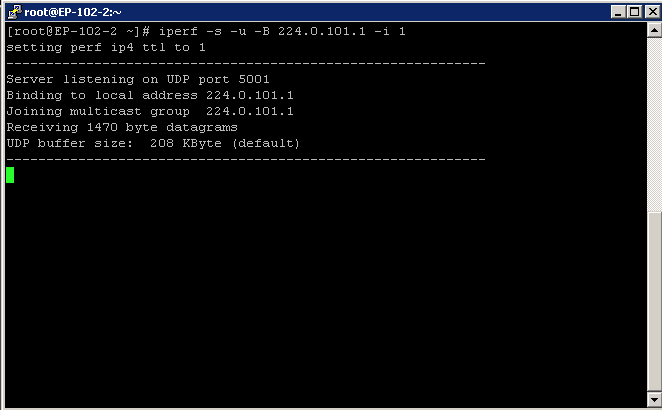 root@EP-102-2:~
[root@EP-102-2 ~]# iperf -s -u -B 224.0.101.1 -i 1
setting perf ip4 ttl to 1
------------------------------------------------------------
Server listening on UDP port 5001
Binding to local address 224.0.101.1
Joining multicast group  224.0.101.1
Receiving 1470 byte datagrams
UDP buffer size:  208 KByte (default)
------------------------------------------------------------